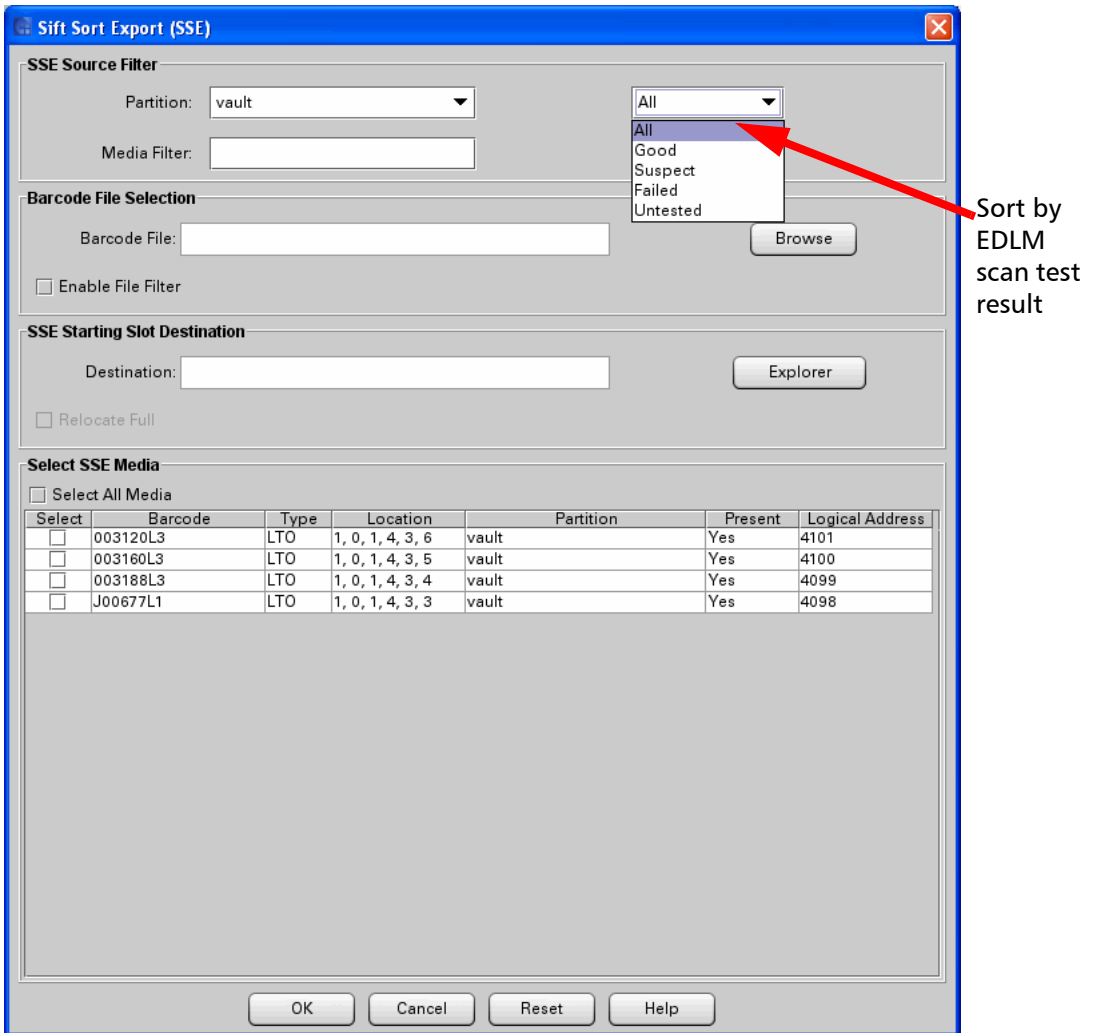 Sift Sort Export (SSE)
SSE Source Filter
Partition: vault All
All
Good
Suspect
Failed
Untested
Media Filter:
Sort by
EDLM
scan test
result
Barcode File Selection
Barcode File: Browse
Enable File Filter
SSE Starting Slot Destination
Destination: Explorer
Relocate Full
Select SSE Media
Select All Media
Select Barcode Type Location Partition Present Logical Address
003120L3 LTO 1, 0, 1, 4, 3, 6 vault Yes 4101
003160L3 LTO 1, 0, 1, 4, 3, 5 vault Yes 4100
003188L3 LTO 1, 0, 1, 4, 3, 4 vault Yes 4099
J00677L1 LTO 1, 0, 1, 4, 3, 3 vault Yes 4098
OK Cancel Reset Help